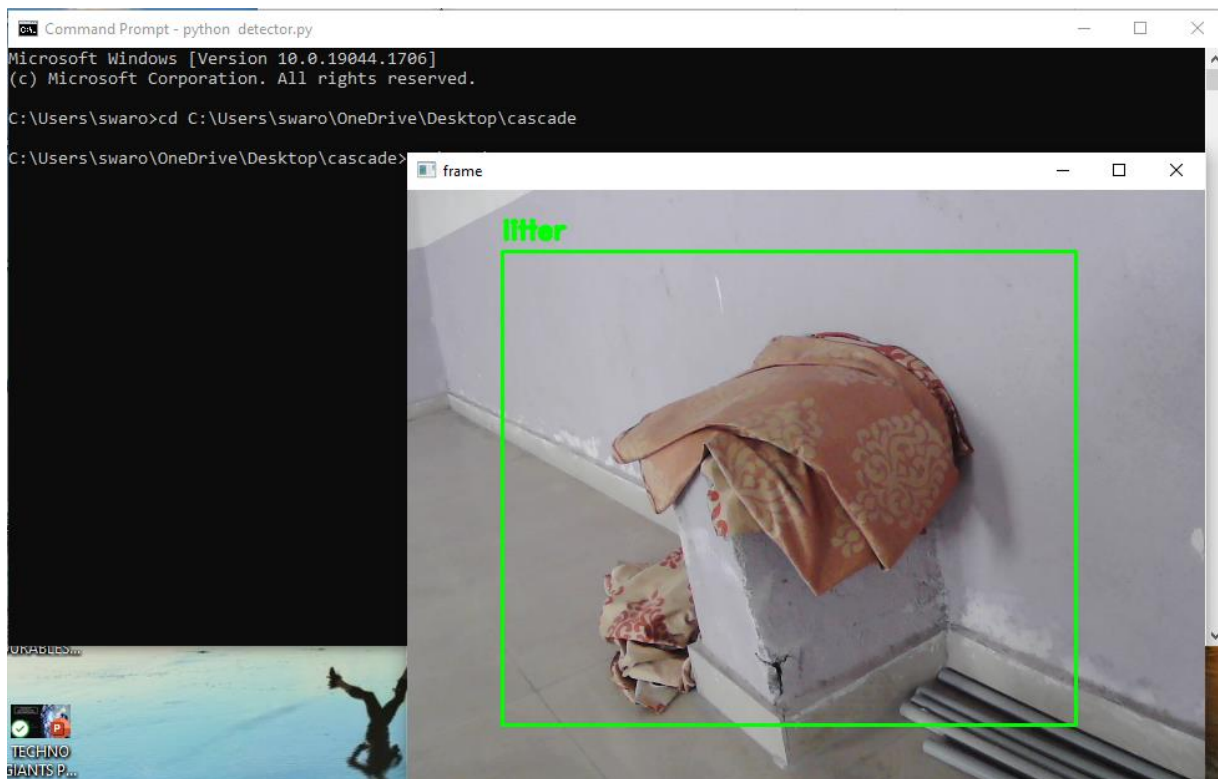 Command Prompt - python detector.py
Microsoft Windows [Version 10.0.19044.1706]
(c) Microsoft Corporation. All rights reserved.
C:\Users\swaro>cd C:\Users\swaro\OneDrive\Desktop\cascade
C:\Users\swaro\OneDrive\Desktop\cascade>
frame
litter
TECHNO
GIANTS P...